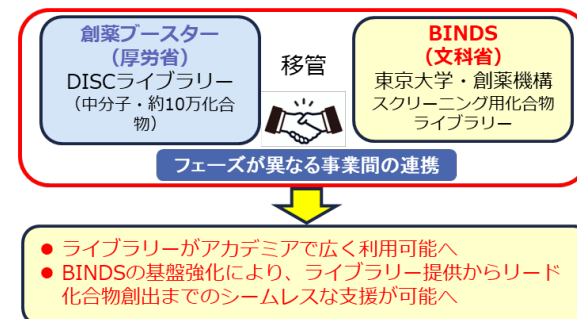 創薬ブースター
（厚労省）
DISCライブラリー
（中分子・約10万化合
物）
移管
BINDS
（文科省）
東京大学・創薬機構
スクリーニング用化合物
ライブラリー
フェーズが異なる事業間の連携
● ライブラリーがアカデミアで広く利用可能へ
● BINDSの基盤強化により、ライブラリー提供からリード
化合物創出までのシームレスな支援が可能へ